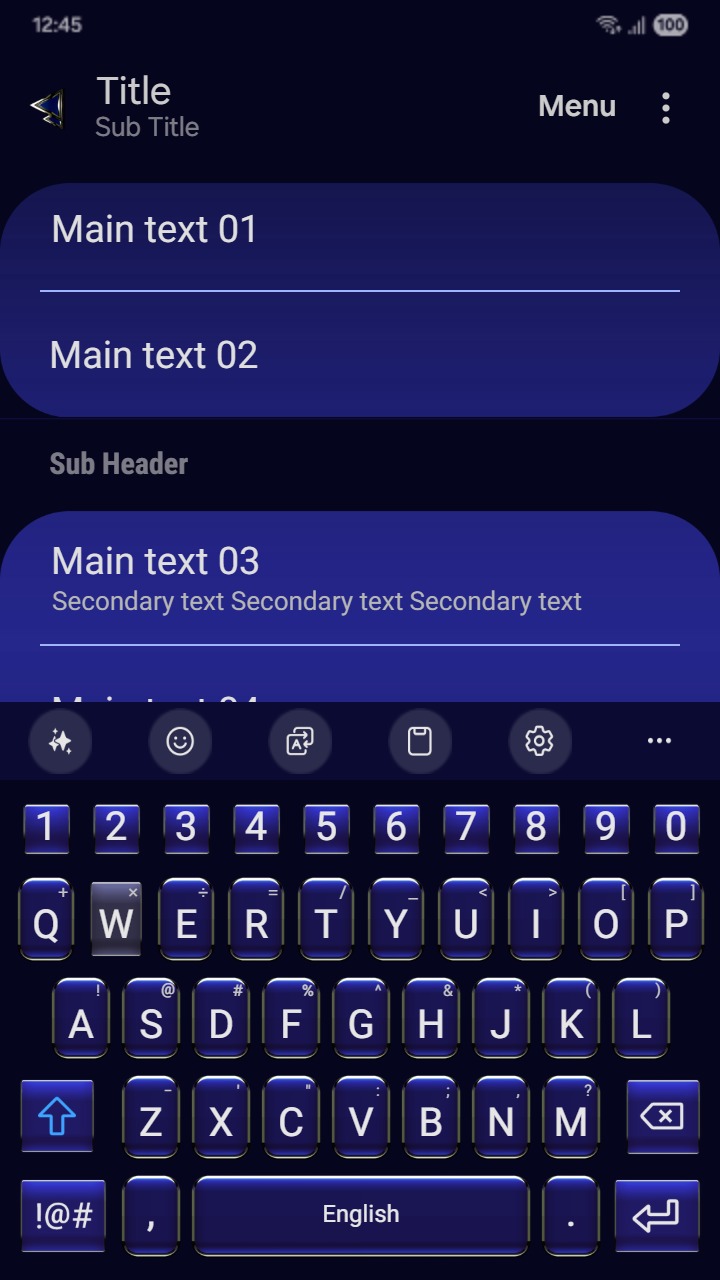 12:45 100
Title
Sub Title
Menu
Main text 01
Main text 02
Sub Header
Main text 03
Secondary text Secondary text Secondary text
1 2 3 4 5 6 7 8 9 0
+ × ÷ = / _ < > [ ]
Q W E R T Y U I O P
! @ # % ^ & * ( )
A S D F G H J K L
- ' " : ; , ?
Z X C V B N M
!@# , English .